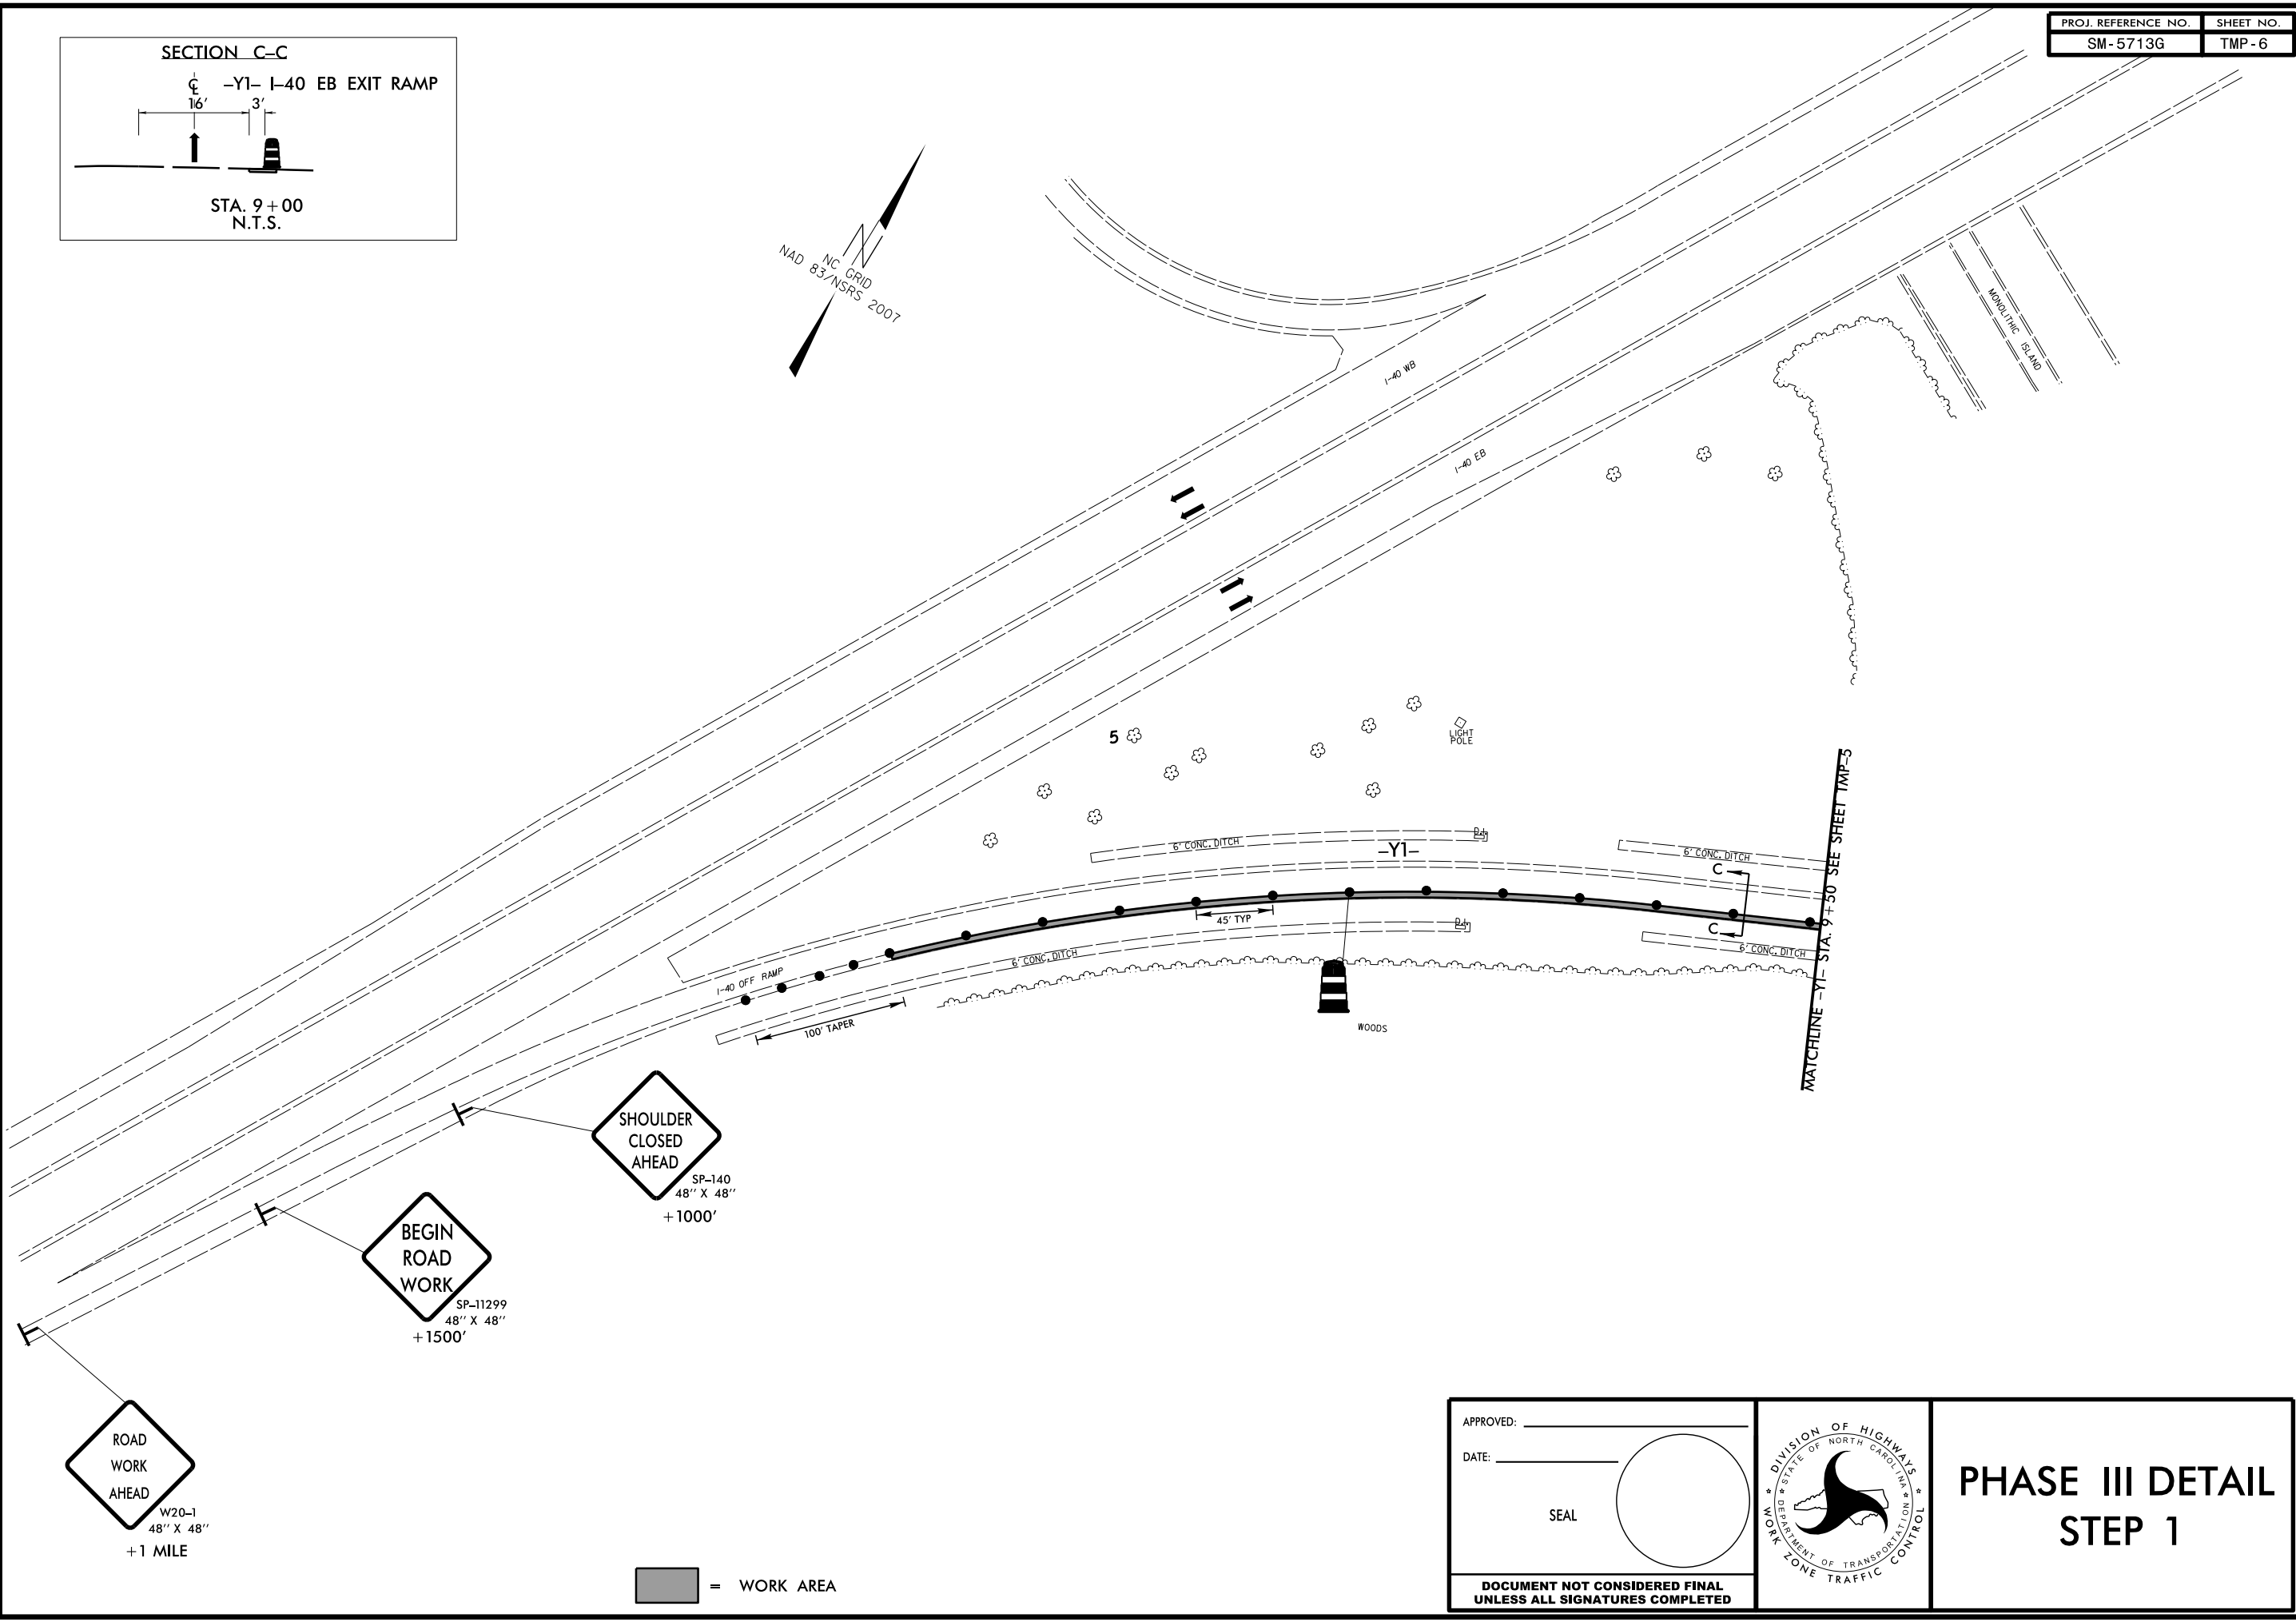 PROJ. REFERENCE NO.
SHEET NO.
SM-5713G
TMP-6
SECTION C-C
℄ -Y1- I-40 EB EXIT RAMP
16'
3'
STA. 9+00
N.T.S.
NC GRID
NAD 83/NSRS 2007
MONOLITHIC
ISLAND
I-40 WB
I-40 EB
5
LIGHT
POLE
D.I.
6' CONC. DITCH
-Y1-
6' CONC. DITCH
C
C
45' TYP
D.I.
6' CONC. DITCH
6' CONC. DITCH
I-40 OFF RAMP
100' TAPER
WOODS
MATCHLINE -Y1- STA. 9+50 SEE SHEET TMP-5
SHOULDER
CLOSED
AHEAD
SP-140
48'' X 48''
+1000'
BEGIN
ROAD
WORK
SP-11299
48'' X 48''
+1500'
ROAD
WORK
AHEAD
W20-1
48'' X 48''
+1 MILE
= WORK AREA
APPROVED:
DATE:
SEAL
DOCUMENT NOT CONSIDERED FINAL
UNLESS ALL SIGNATURES COMPLETED
DIVISION OF HIGHWAYS
WORK ZONE TRAFFIC CONTROL
STATE OF NORTH CAROLINA
DEPARTMENT OF TRANSPORTATION
PHASE III DETAIL
STEP 1